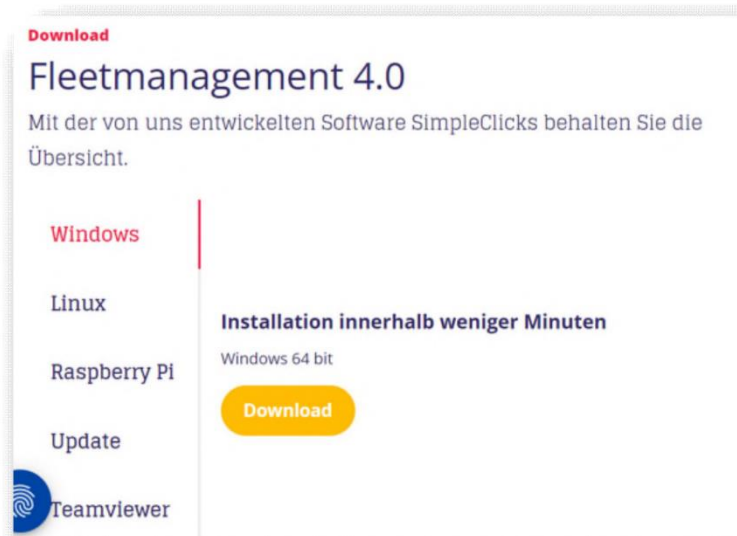 Download
Fleetmanagement 4.0
Mit der von uns entwickelten Software SimpleClicks behalten Sie die
Übersicht.
Windows
Linux
Raspberry Pi
Update
Teamviewer
Installation innerhalb weniger Minuten
Windows 64 bit
Download